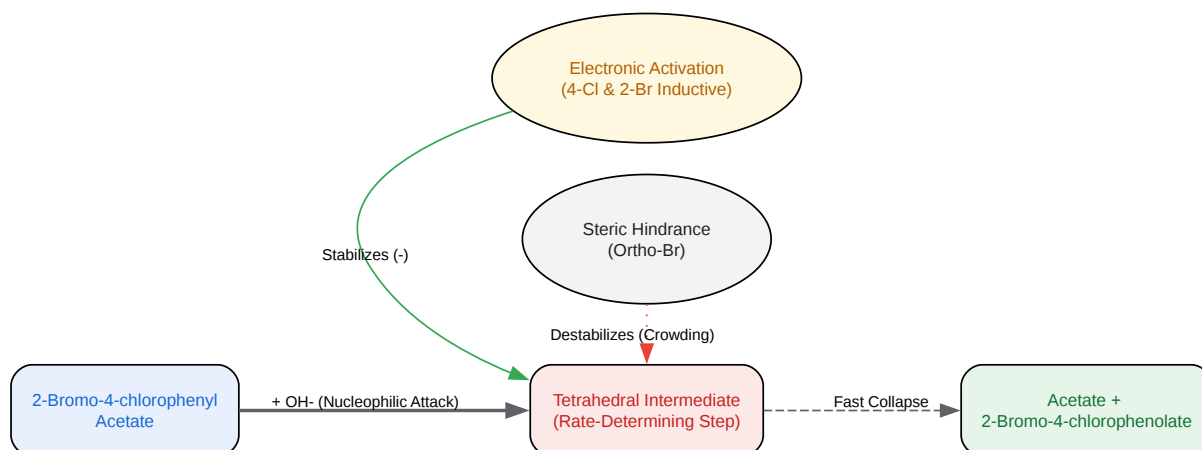 Electronic Activation
(4-Cl & 2-Br Inductive)
Steric Hindrance
(Ortho-Br)
Stabilizes (-)
Destabilizes (Crowding)
2-Bromo-4-chlorophenyl
Acetate
+ OH- (Nucleophilic Attack)
Tetrahedral Intermediate
(Rate-Determining Step)
Fast Collapse
Acetate +
2-Bromo-4-chlorophenolate